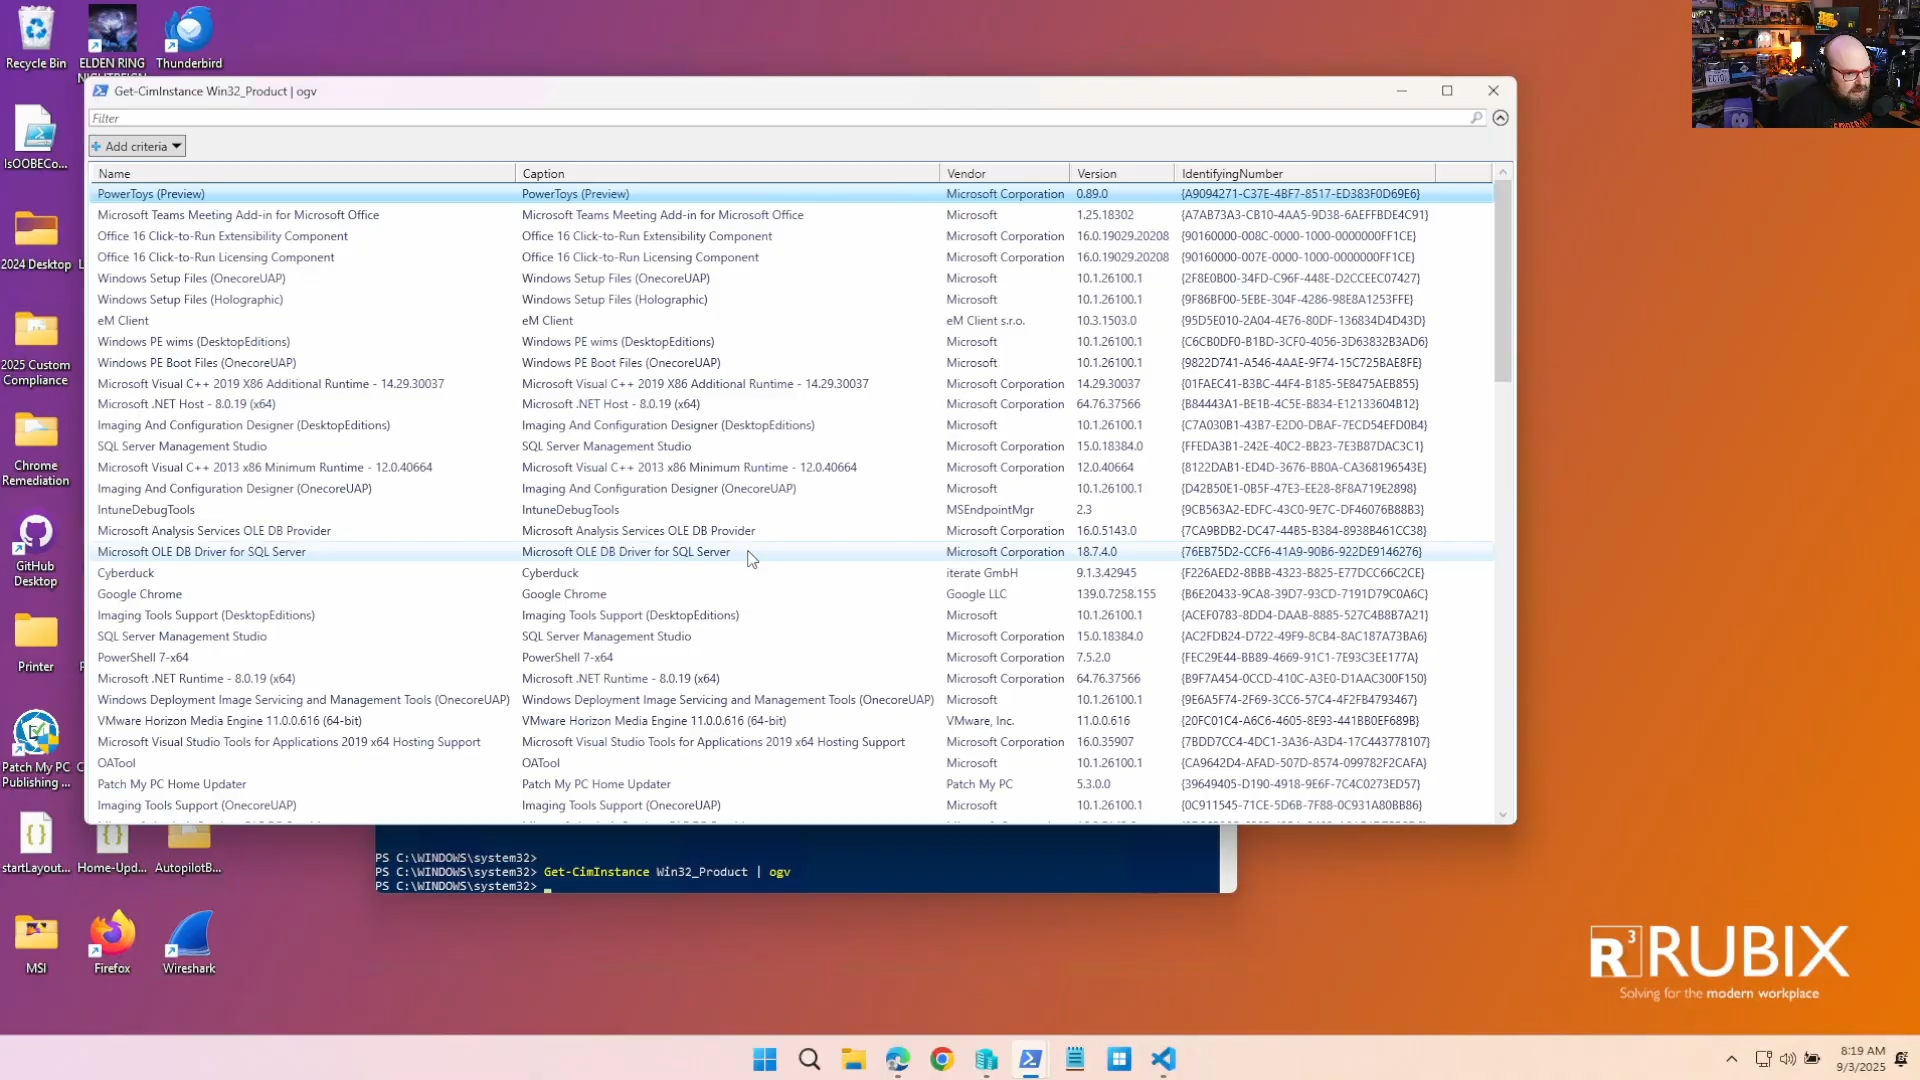 Recycle Bin
ELDEN RING
Thunderbird
IsOOBECo...
2024 Desktop
2025 Custom
Compliance
Chrome
Remediation
GitHub
Desktop
Printer
Patch My PC
Publishing ...
startLayout...
Home-Upd...
AutopilotB...
MSI
Firefox
Wireshark
Get-CimInstance Win32_Product | ogv
Filter
Add criteria
Name Caption Vendor Version IdentifyingNumber
PowerToys (Preview) PowerToys (Preview) Microsoft Corporation 0.89.0 {A9094271-C37E-4BF7-8517-ED383F0D69E6}
Microsoft Teams Meeting Add-in for Microsoft Office Microsoft Teams Meeting Add-in for Microsoft Office Microsoft 1.25.18302 {A7AB73A3-CB10-4AA5-9D38-6AEFFBDE4C91}
Office 16 Click-to-Run Extensibility Component Office 16 Click-to-Run Extensibility Component Microsoft Corporation 16.0.19029.20208 {90160000-008C-0000-1000-0000000FF1CE}
Office 16 Click-to-Run Licensing Component Office 16 Click-to-Run Licensing Component Microsoft Corporation 16.0.19029.20208 {90160000-007E-0000-1000-0000000FF1CE}
Windows Setup Files (OnecoreUAP) Windows Setup Files (OnecoreUAP) Microsoft 10.1.26100.1 {2F8E0B00-34FD-C96F-448E-D2CCEEC07427}
Windows Setup Files (Holographic) Windows Setup Files (Holographic) Microsoft 10.1.26100.1 {9F86BF00-5EBE-304F-4286-98E8A1253FFE}
eM Client eM Client eM Client s.r.o. 10.3.1503.0 {95D5E010-2A04-4E76-80DF-136834D4D43D}
Windows PE wims (DesktopEditions) Windows PE wims (DesktopEditions) Microsoft 10.1.26100.1 {C6CB0DF0-B1BD-3CF0-4056-3D63832B3AD6}
Windows PE Boot Files (OnecoreUAP) Windows PE Boot Files (OnecoreUAP) Microsoft 10.1.26100.1 {9822D741-A546-4AAE-9F74-15C725BAE8FE}
Microsoft Visual C++ 2019 X86 Additional Runtime - 14.29.30037 Microsoft Visual C++ 2019 X86 Additional Runtime - 14.29.30037 Microsoft Corporation 14.29.30037 {01FAEC41-B3BC-44F4-B185-5E8475AEB855}
Microsoft .NET Host - 8.0.19 (x64) Microsoft .NET Host - 8.0.19 (x64) Microsoft Corporation 64.76.37566 {B84443A1-BE1B-4C5E-B834-E12133604B12}
Imaging And Configuration Designer (DesktopEditions) Imaging And Configuration Designer (DesktopEditions) Microsoft 10.1.26100.1 {C7A030B1-43B7-E2D0-DBAF-7ECD54EFD0B4}
SQL Server Management Studio SQL Server Management Studio Microsoft Corporation 15.0.18384.0 {FFEDA3B1-242E-40C2-BB23-7E3B87DAC3C1}
Microsoft Visual C++ 2013 x86 Minimum Runtime - 12.0.40664 Microsoft Visual C++ 2013 x86 Minimum Runtime - 12.0.40664 Microsoft Corporation 12.0.40664 {8122DAB1-ED4D-3676-BB0A-CA368196543E}
Imaging And Configuration Designer (OnecoreUAP) Imaging And Configuration Designer (OnecoreUAP) Microsoft 10.1.26100.1 {D42B50E1-0B5F-47E3-EE28-8F8A719E2898}
IntuneDebugTools IntuneDebugTools MSEndpointMgr 2.3 {9CB563A2-EDFC-43C0-9E7C-DF46076B88B3}
Microsoft Analysis Services OLE DB Provider Microsoft Analysis Services OLE DB Provider Microsoft Corporation 16.0.5143.0 {7CA9BDB2-DC47-44B5-B384-8938B461CC38}
Microsoft OLE DB Driver for SQL Server Microsoft OLE DB Driver for SQL Server Microsoft Corporation 18.7.4.0 {76EB75D2-CCF6-41A9-90B6-922DE9146276}
Cyberduck Cyberduck iterate GmbH 9.1.3.42945 {F226AED2-8BBB-4323-B825-E77DCC66C2CE}
Google Chrome Google Chrome Google LLC 139.0.7258.155 {B6E20433-9CA8-39D7-93CD-7191D79C0A6C}
Imaging Tools Support (DesktopEditions) Imaging Tools Support (DesktopEditions) Microsoft 10.1.26100.1 {ACEF0783-8DD4-DAAB-8885-527C4B8B7A21}
SQL Server Management Studio SQL Server Management Studio Microsoft Corporation 15.0.18384.0 {AC2FDB24-D722-49F9-8CB4-8AC187A73BA6}
PowerShell 7-x64 PowerShell 7-x64 Microsoft Corporation 7.5.2.0 {FEC29E44-BB89-4669-91C1-7E93C3EE177A}
Microsoft .NET Runtime - 8.0.19 (x64) Microsoft .NET Runtime - 8.0.19 (x64) Microsoft Corporation 64.76.37566 {B9F7A454-0CCD-410C-A3E0-D1AAC300F150}
Windows Deployment Image Servicing and Management Tools (OnecoreUAP) Windows Deployment Image Servicing and Management Tools (OnecoreUAP) Microsoft 10.1.26100.1 {9E6A5F74-2F69-3CC6-57C4-4F2FB4793467}
VMware Horizon Media Engine 11.0.0.616 (64-bit) VMware Horizon Media Engine 11.0.0.616 (64-bit) VMware, Inc. 11.0.0.616 {20FC01C4-A6C6-4605-8E93-441BB0EF689B}
Microsoft Visual Studio Tools for Applications 2019 x64 Hosting Support Microsoft Visual Studio Tools for Applications 2019 x64 Hosting Support Microsoft Corporation 16.0.35907 {7BDD7CC4-4DC1-3A36-A3D4-17C443778107}
OATool OATool Microsoft 10.1.26100.1 {CA9642D4-AFAD-507D-8574-099782F2CAFA}
Patch My PC Home Updater Patch My PC Home Updater Patch My PC 5.3.0.0 {39649405-D190-4918-9E6F-7C4C0273ED57}
Imaging Tools Support (OnecoreUAP) Imaging Tools Support (OnecoreUAP) Microsoft 10.1.26100.1 {0C911545-71CE-5D6B-7F88-0C931A80BB86}
PS C:\WINDOWS\system32>
PS C:\WINDOWS\system32> Get-CimInstance Win32_Product | ogv
PS C:\WINDOWS\system32>
R3 RUBIX
Solving for the modern workplace
8:19 AM
9/3/2025